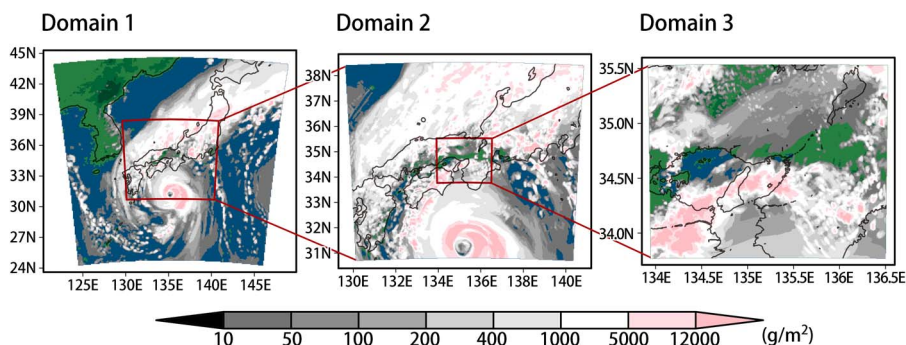 Domain 1
Domain 2
Domain 3
45N
42N
39N
36N
33N
30N
27N
24N
125E
130E
135E
140E
145E
38N
37N
36N
35N
34N
33N
32N
31N
130E
132E
134E
136E
138E
140E
35.5N
35.0N
34.5N
34.0N
134E
134.5E
135E
135.5E
136E
136.5E
10
50
100
200
400
1000
5000
12000
(g/m²)